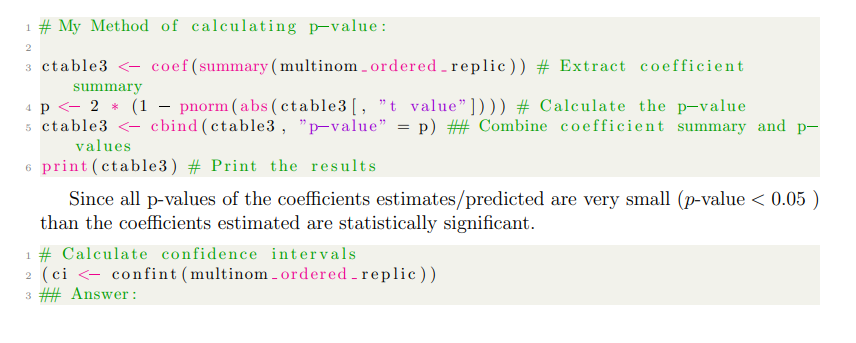 1 # My Method of calculating p-value:
2
3 ctable3 <- coef(summary(multinom_ordered_replic)) # Extract coefficient
summary
4 p <- 2 * (1 - pnorm(abs(ctable3[, "t value"]))) # Calculate the p-value
5 ctable3 <- cbind(ctable3, "p-value" = p) ## Combine coefficient summary and p-
values
6 print(ctable3) # Print the results
Since all p-values of the coefficients estimates/predicted are very small (p-value < 0.05 )
than the coefficients estimated are statistically significant.
1 # Calculate confidence intervals
2 (ci <- confint(multinom_ordered_replic))
3 ## Answer: